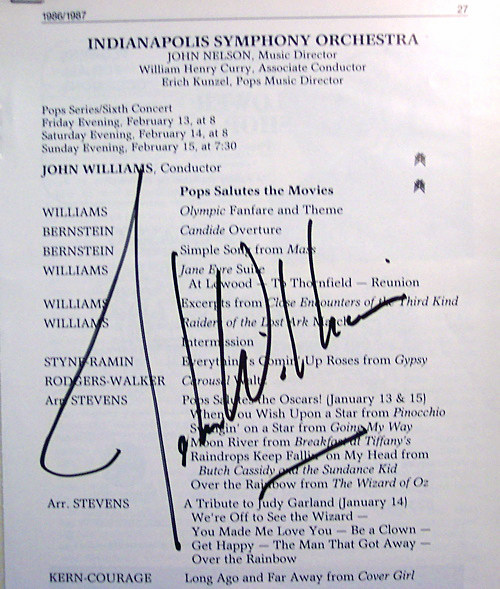 1986/1987 27
INDIANAPOLIS SYMPHONY ORCHESTRA
JOHN NELSON, Music Director
William Henry Curry, Associate Conductor
Erich Kunzel, Pops Music Director
Pops Series/Sixth Concert
Friday Evening, February 13, at 8
Saturday Evening, February 14, at 8
Sunday Evening, February 15, at 7:30
JOHN WILLIAMS, Conductor
Pops Salutes the Movies
WILLIAMS Olympic Fanfare and Theme
BERNSTEIN Candide Overture
BERNSTEIN Simple Song from Mass
WILLIAMS Jane Eyre Suite
At Lowood — To Thornfield — Reunion
WILLIAMS Excerpts from Close Encounters of the Third Kind
WILLIAMS Raiders of the Lost Ark March
Intermission
STYNE-RAMIN Everything's Comin' Up Roses from Gypsy
RODGERS-WALKER Carousel Waltz
Arr. STEVENS Pops Salutes the Oscars! (January 13 & 15)
When You Wish Upon a Star from Pinocchio
Swingin' on a Star from Going My Way
Moon River from Breakfast at Tiffany's
Raindrops Keep Fallin' on My Head from
Butch Cassidy and the Sundance Kid
Over the Rainbow from The Wizard of Oz
Arr. STEVENS A Tribute to Judy Garland (January 14)
We're Off to See the Wizard —
You Made Me Love You — Be a Clown —
Get Happy — The Man That Got Away —
Over the Rainbow
KERN-COURAGE Long Ago and Far Away from Cover Girl